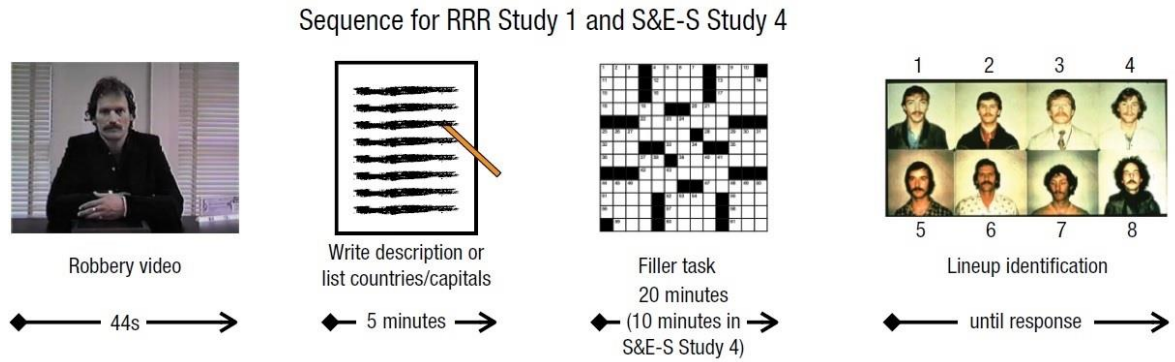 Sequence for RRR Study 1 and S&E-S Study 4
1 2 3 4
5 6 7 8
Robbery video
Write description or
list countries/capitals
Filler task
Lineup identification
44s
5 minutes
20 minutes
(10 minutes in
S&E-S Study 4)
until response